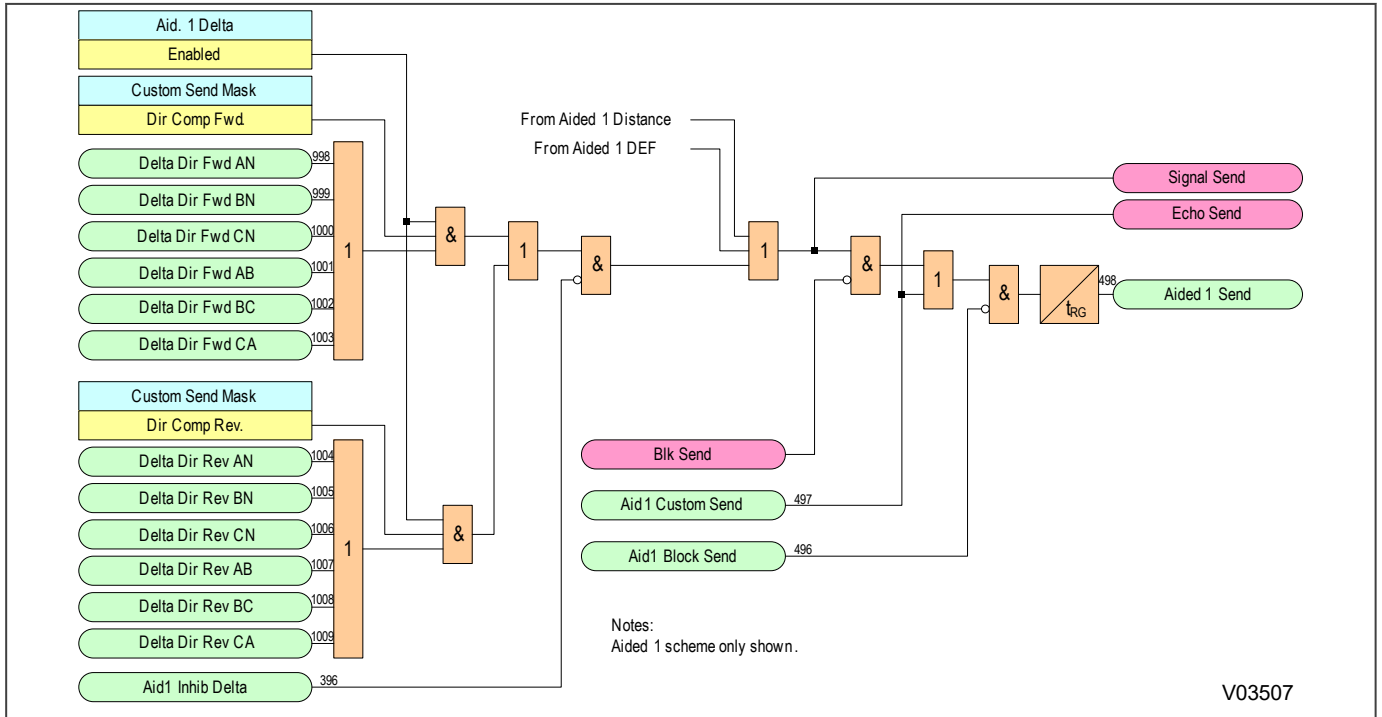 Aid. 1 Delta
Enabled
Custom Send Mask
Dir Comp Fwd.
Delta Dir Fwd AN
998
Delta Dir Fwd BN
999
Delta Dir Fwd CN
1000
Delta Dir Fwd AB
1001
Delta Dir Fwd BC
1002
Delta Dir Fwd CA
1003
1
&
1
&
From Aided 1 Distance
From Aided 1 DEF
1
&
1
&
tRG
Signal Send
Echo Send
498
Aided 1 Send
Custom Send Mask
Dir Comp Rev.
Delta Dir Rev AN
1004
Delta Dir Rev BN
1005
Delta Dir Rev CN
1006
Delta Dir Rev AB
1007
Delta Dir Rev BC
1008
Delta Dir Rev CA
1009
1
&
Aid1 Inhib Delta
396
Blk Send
Aid1 Custom Send
497
Aid1 Block Send
496
Notes:
Aided 1 scheme only shown.
V03507